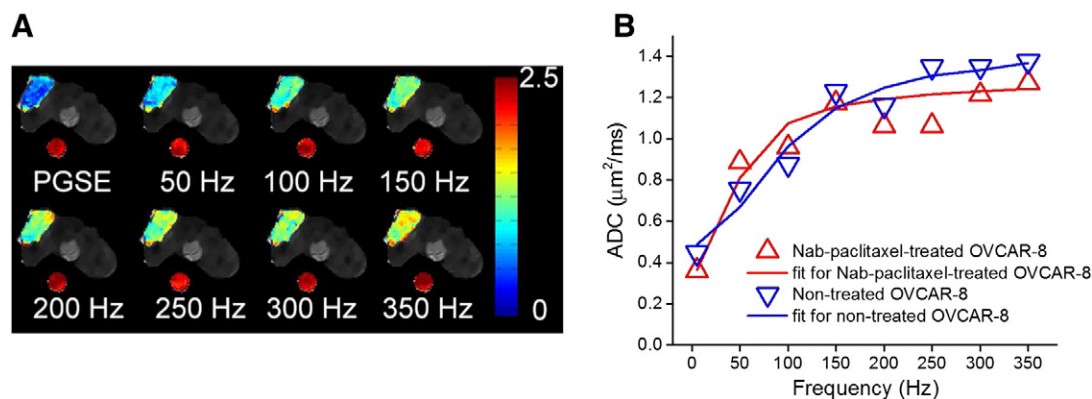 A
B
2.5
PGSE
50 Hz
100 Hz
150 Hz
200 Hz
250 Hz
300 Hz
350 Hz
0
ADC (μm²/ms)
1.4
1.2
1.0
0.8
0.6
0.4
0.2
0.0
Nab-paclitaxel-treated OVCAR-8
fit for Nab-paclitaxel-treated OVCAR-8
Non-treated OVCAR-8
fit for non-treated OVCAR-8
0 50 100 150 200 250 300 350
Frequency (Hz)